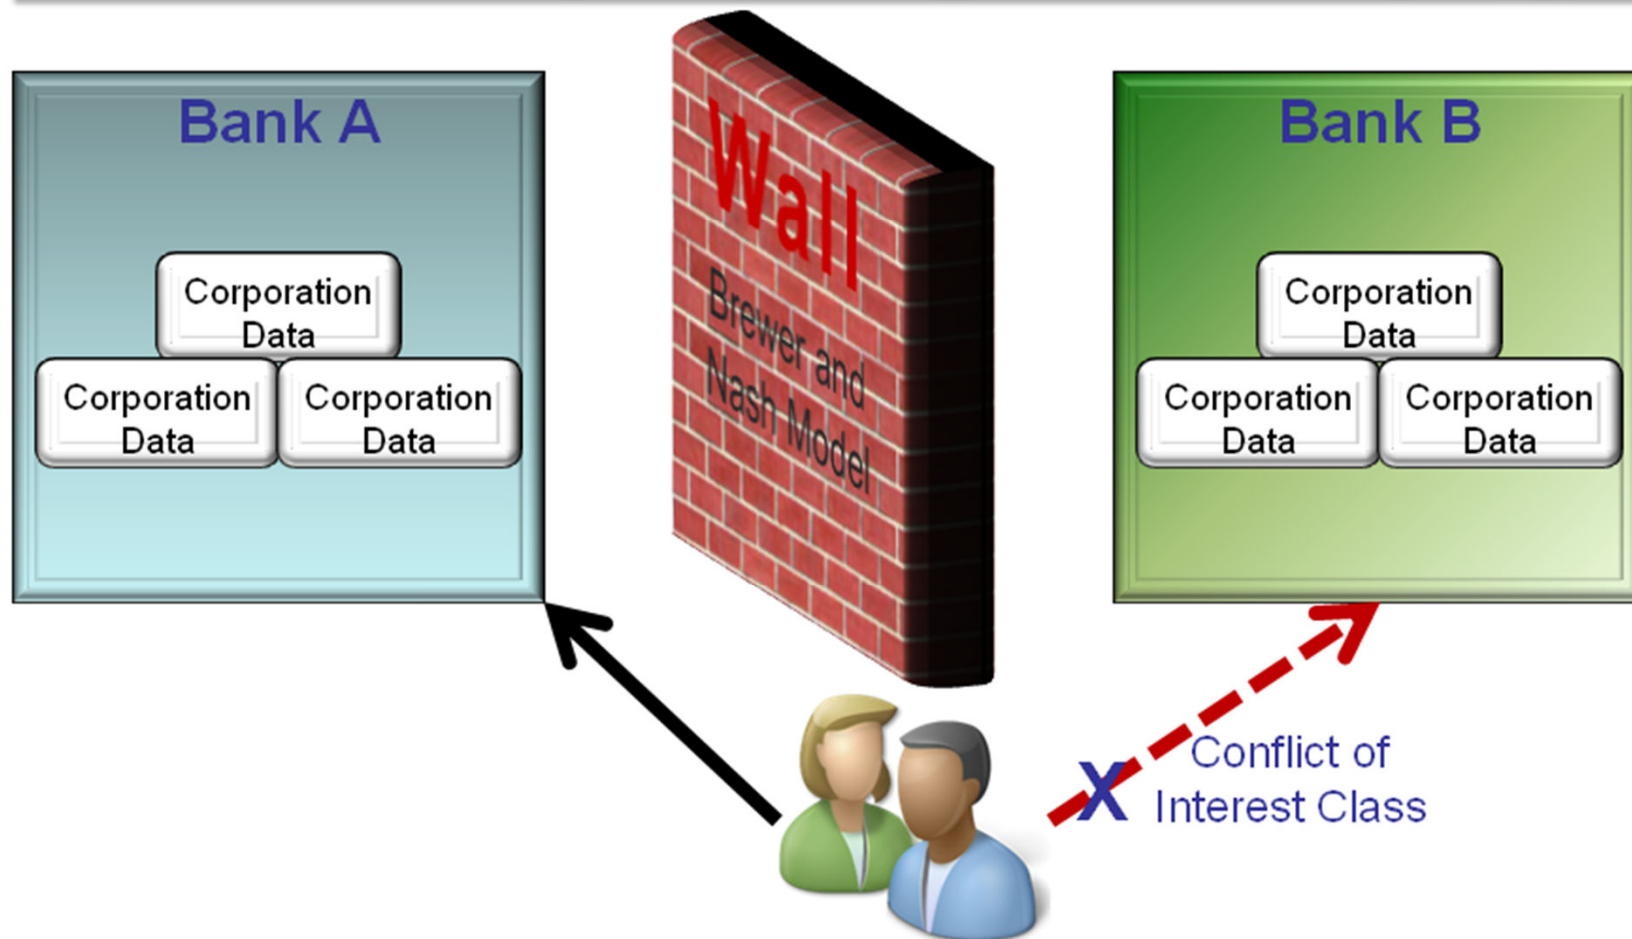 Bank A
Corporation
Data
Corporation
Data
Corporation
Data
Wall
Brewer and
Nash Model
Bank B
Corporation
Data
Corporation
Data
Corporation
Data
X
Conflict of
Interest Class